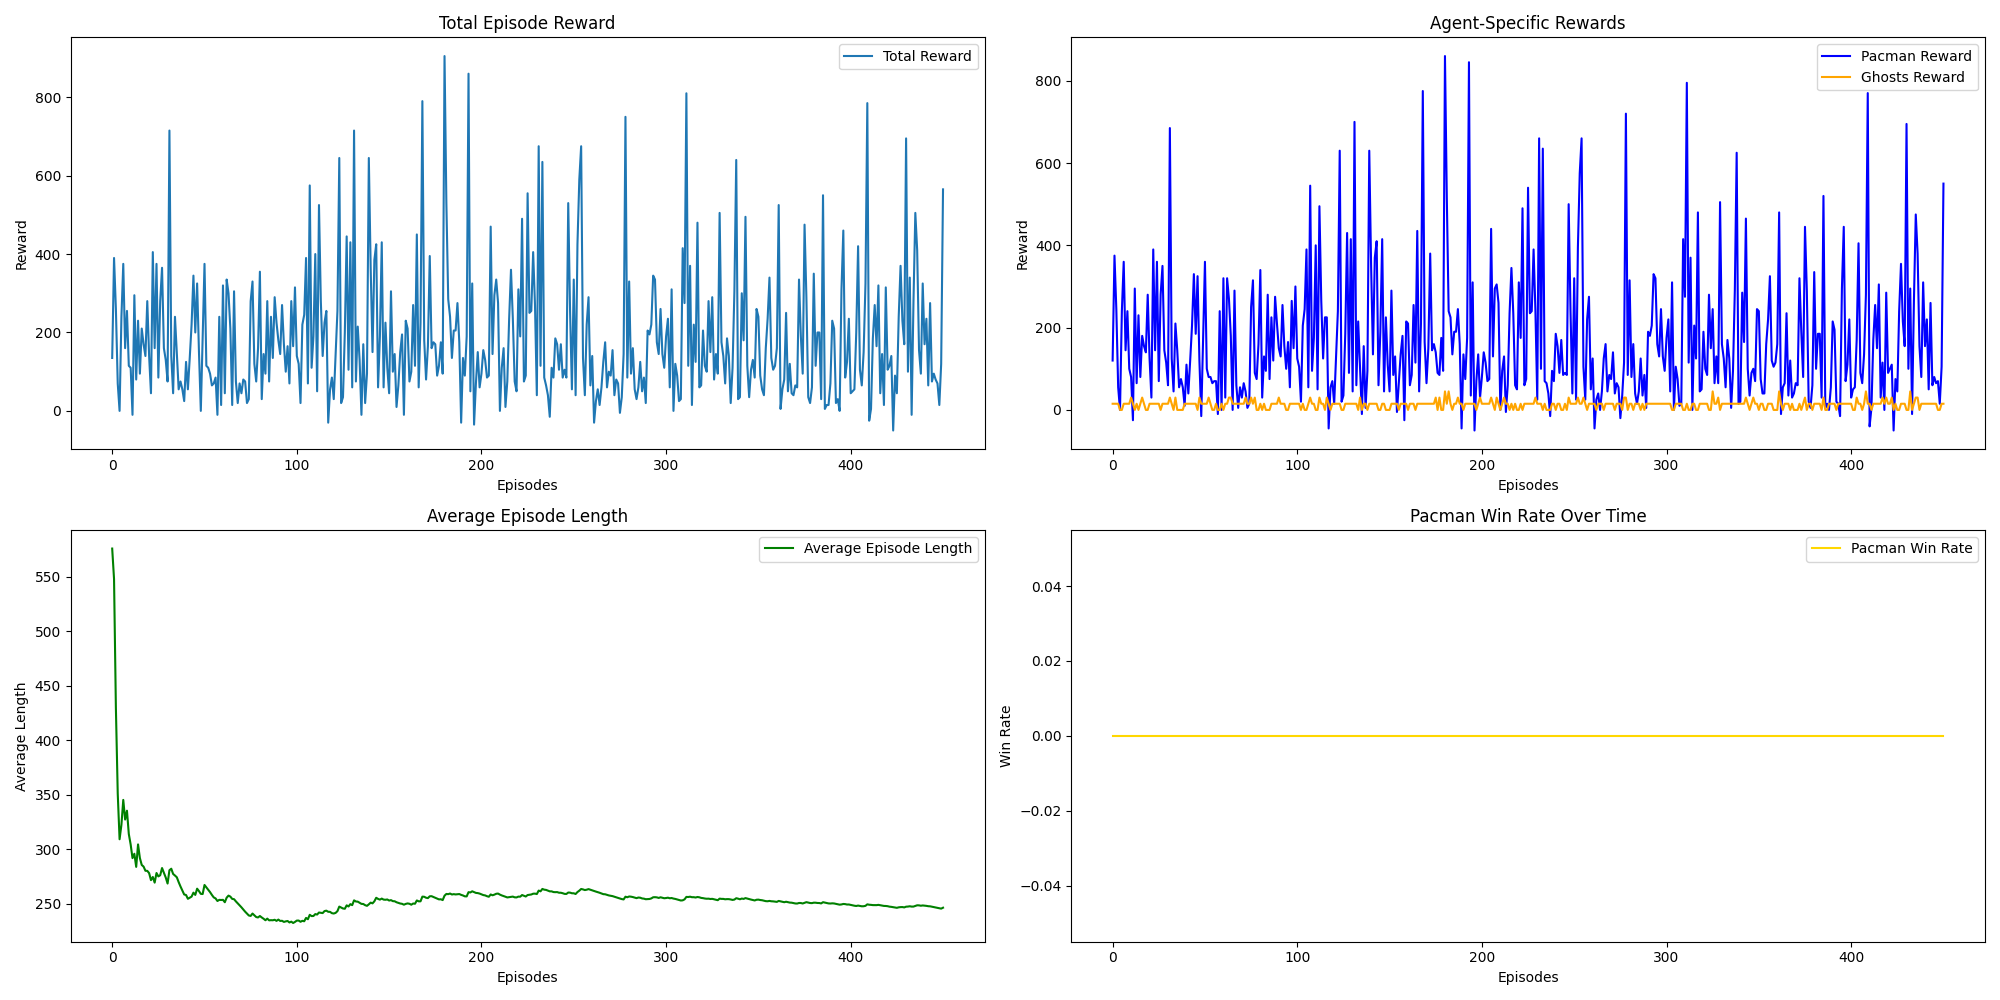 Total Episode Reward
Total Reward
Reward
800
600
400
200
0
0 100 200 300 400
Episodes
Agent-Specific Rewards
Pacman Reward
Ghosts Reward
Reward
800
600
400
200
0
0 100 200 300 400
Episodes
Average Episode Length
Average Episode Length
Average Length
550
500
450
400
350
300
250
0 100 200 300 400
Episodes
Pacman Win Rate Over Time
Pacman Win Rate
Win Rate
0.04
0.02
0.00
−0.02
−0.04
0 100 200 300 400
Episodes